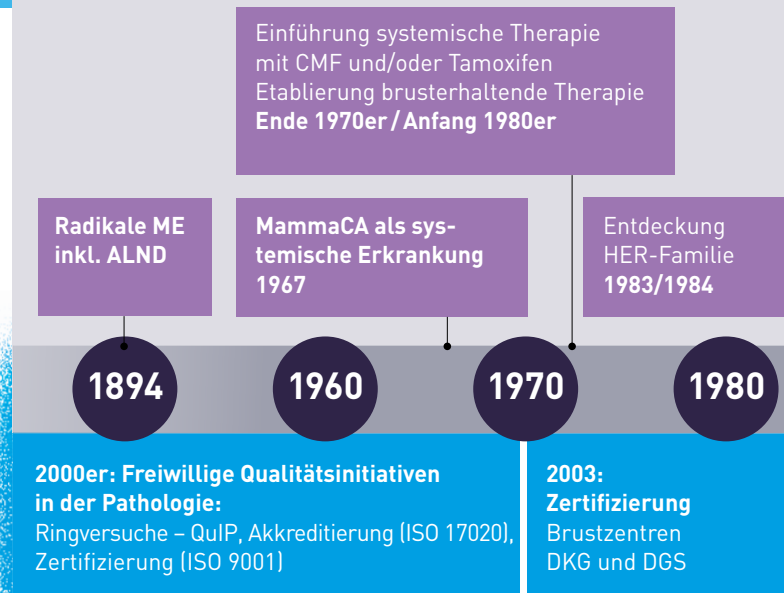 Einführung systemische Therapie
mit CMF und/oder Tamoxifen
Etablierung brusterhaltende Therapie
Ende 1970er / Anfang 1980er
Radikale ME
inkl. ALND
MammaCA als sys-
temische Erkrankung
1967
Entdeckung
HER-Familie
1983/1984
1894
1960
1970
1980
2000er: Freiwillige Qualitätsinitiativen
in der Pathologie:
Ringversuche – QuIP, Akkreditierung (ISO 17020),
Zertifizierung (ISO 9001)
2003:
Zertifizierung
Brustzentren
DKG und DGS